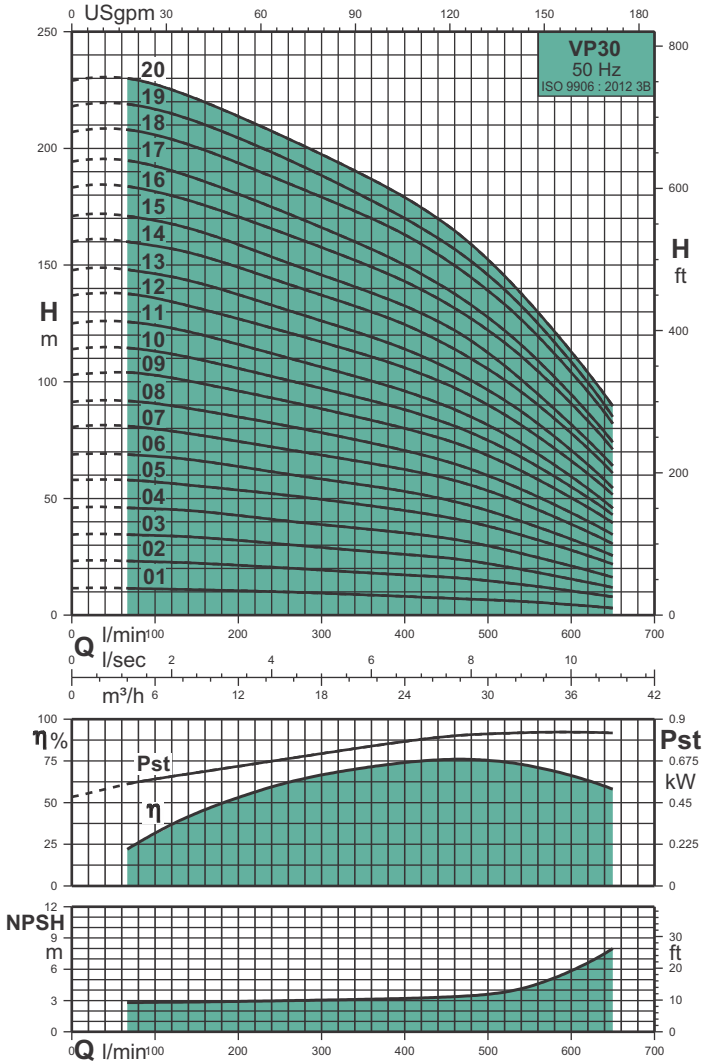 0 USgpm 30 60 90 120 150 180
250
200
150
100
50
0
H
m
VP30
50 Hz
ISO 9906 : 2012 3B
800
600
400
200
0
H
ft
20
19
18
17
16
15
14
13
12
11
10
09
08
07
06
05
04
03
02
01
0 100 200 300 400 500 600 700
Q l/min
0 l/sec 2 4 6 8 10
0 m³/h 6 12 18 24 30 36 42
100
75
50
25
0
η%
Pst
η
0.9
0.675
0.45
0.225
0
Pst
kW
12
9
6
3
0
NPSH
m
30
20
10
0
ft
0 100 200 300 400 500 600 700
Q l/min